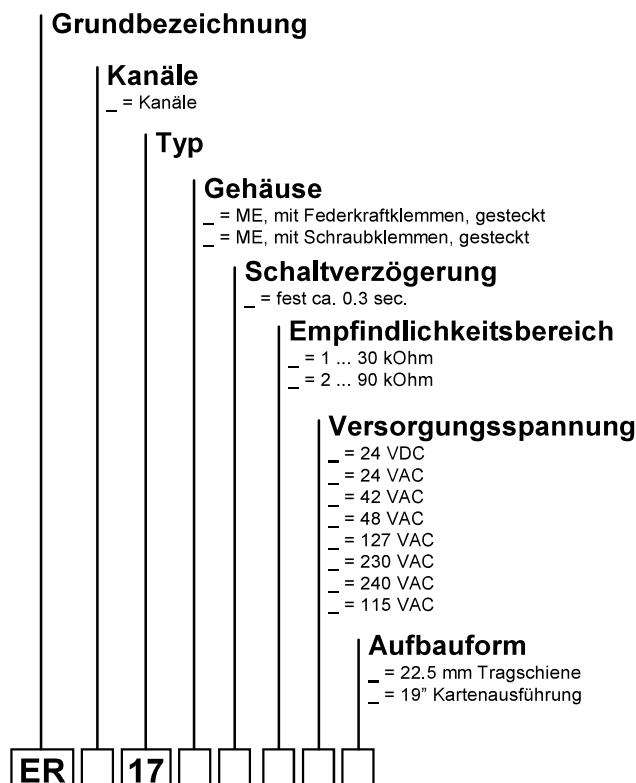 Grundbezeichnung
Kanäle
_ = Kanäle
Typ
Gehäuse
_ = ME, mit Federkraftklemmen, gesteckt
_ = ME, mit Schraubklemmen, gesteckt
Schaltverzögerung
_ = fest ca. 0.3 sec.
Empfindlichkeitsbereich
_ = 1 ... 30 kOhm
_ = 2 ... 90 kOhm
Versorgungsspannung
_ = 24 VDC
_ = 24 VAC
_ = 42 VAC
_ = 48 VAC
_ = 127 VAC
_ = 230 VAC
_ = 240 VAC
_ = 115 VAC
Aufbauform
_ = 22.5 mm Tragschiene
_ = 19” Kartenausführung
ER 17